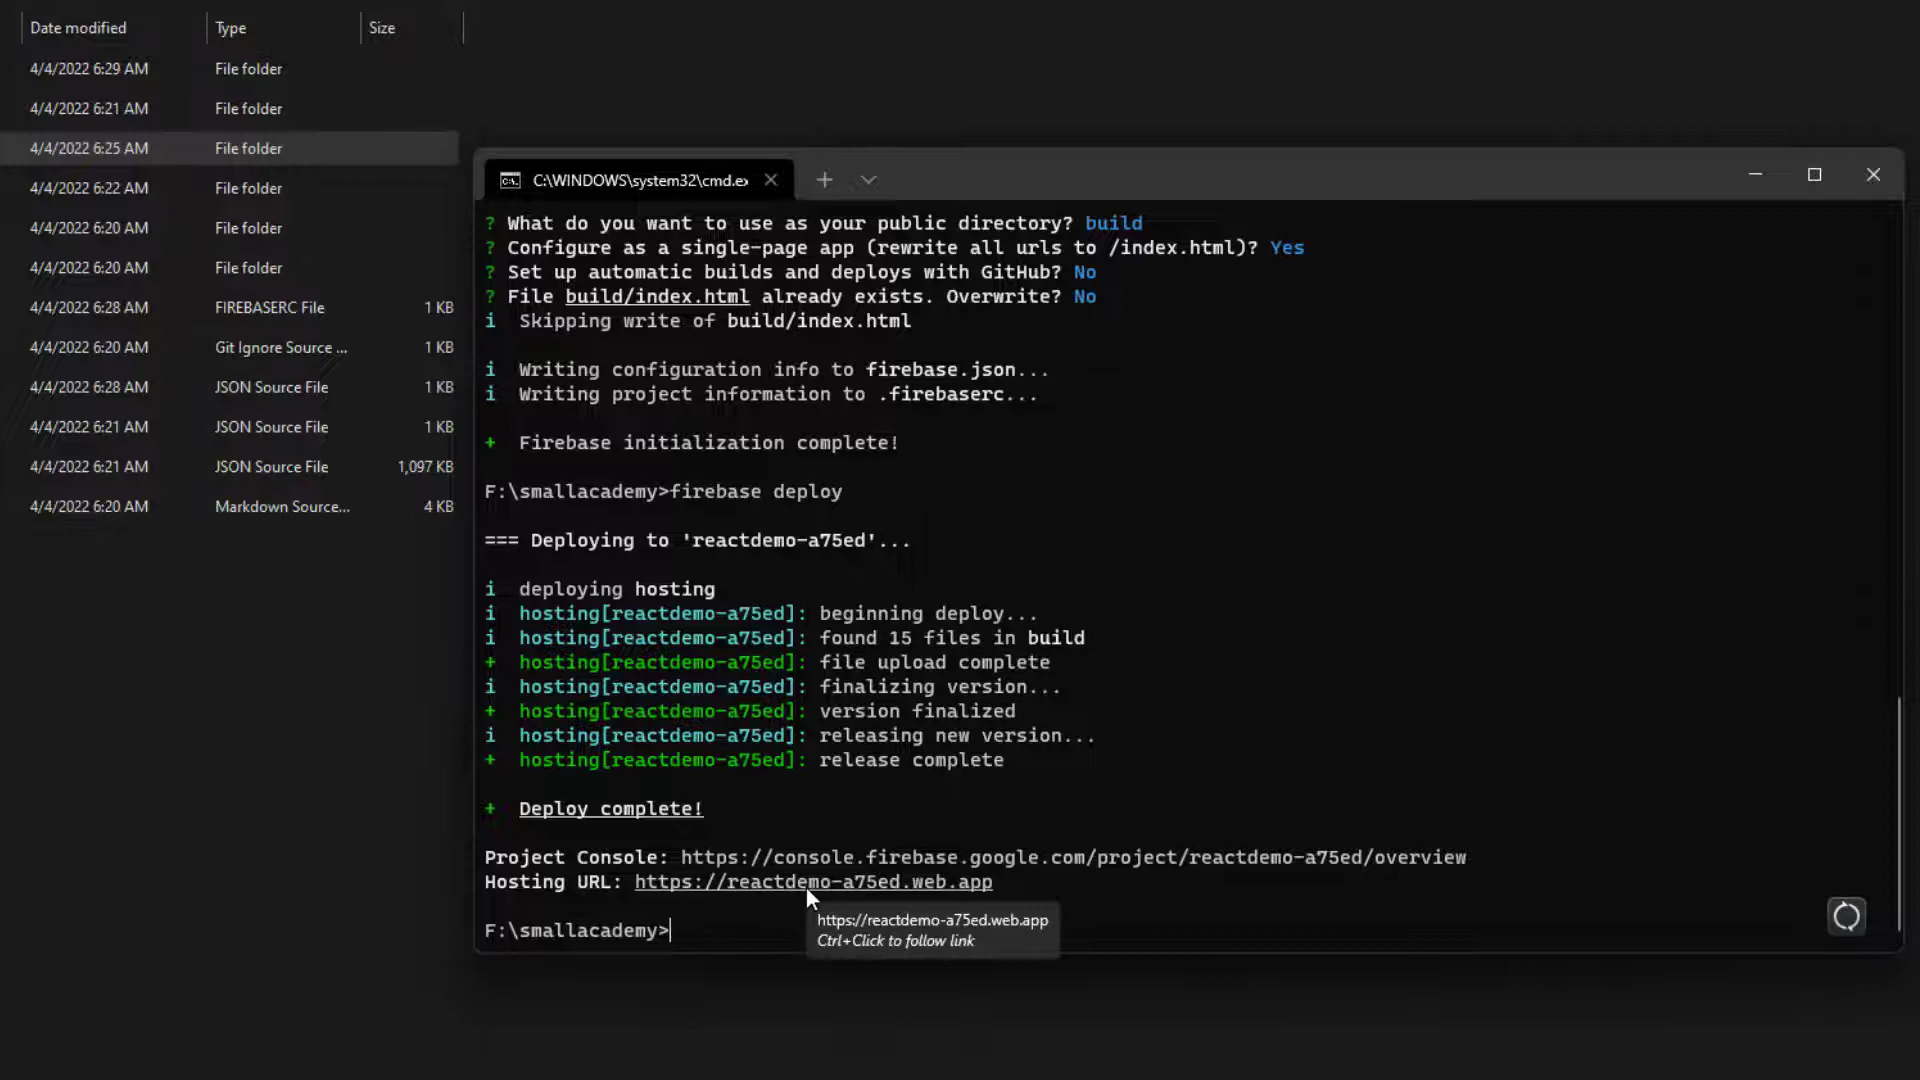 Date modified Type Size
4/4/2022 6:29 AM File folder
4/4/2022 6:21 AM File folder
4/4/2022 6:25 AM File folder
4/4/2022 6:22 AM File folder
4/4/2022 6:20 AM File folder
4/4/2022 6:20 AM File folder
4/4/2022 6:28 AM FIREBASERC File 1 KB
4/4/2022 6:20 AM Git Ignore Source ... 1 KB
4/4/2022 6:28 AM JSON Source File 1 KB
4/4/2022 6:21 AM JSON Source File 1 KB
4/4/2022 6:21 AM JSON Source File 1,097 KB
4/4/2022 6:20 AM Markdown Source... 4 KB
C:\WINDOWS\system32\cmd.ex
? What do you want to use as your public directory? build
? Configure as a single-page app (rewrite all urls to /index.html)? Yes
? Set up automatic builds and deploys with GitHub? No
? File build/index.html already exists. Overwrite? No
i Skipping write of build/index.html
i Writing configuration info to firebase.json...
i Writing project information to .firebaserc...
+ Firebase initialization complete!
F:\smallacademy>firebase deploy
=== Deploying to 'reactdemo-a75ed'...
i deploying hosting
i hosting[reactdemo-a75ed]: beginning deploy...
i hosting[reactdemo-a75ed]: found 15 files in build
+ hosting[reactdemo-a75ed]: file upload complete
i hosting[reactdemo-a75ed]: finalizing version...
+ hosting[reactdemo-a75ed]: version finalized
i hosting[reactdemo-a75ed]: releasing new version...
+ hosting[reactdemo-a75ed]: release complete
+ Deploy complete!
Project Console: https://console.firebase.google.com/project/reactdemo-a75ed/overview
Hosting URL: https://reactdemo-a75ed.web.app
F:\smallacademy>
https://reactdemo-a75ed.web.app
Ctrl+Click to follow link